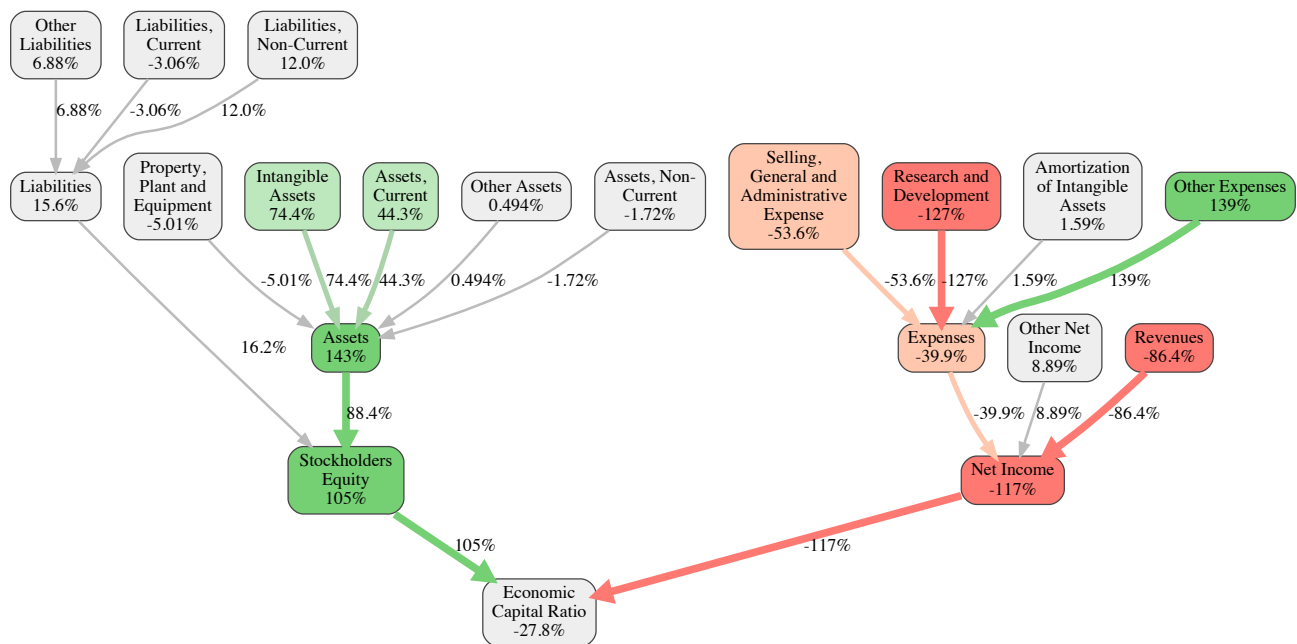 Other
Liabilities
6.88%
Liabilities,
Current
-3.06%
Liabilities,
Non-Current
12.0%
6.88%
-3.06%
12.0%
Liabilities
15.6%
Property,
Plant and
Equipment
-5.01%
Intangible
Assets
74.4%
Assets,
Current
44.3%
Other Assets
0.494%
Assets, Non-
Current
-1.72%
Selling,
General and
Administrative
Expense
-53.6%
Research and
Development
-127%
Amortization
of Intangible
Assets
1.59%
Other Expenses
139%
-5.01%
74.4%
44.3%
0.494%
-1.72%
-53.6%
-127%
1.59%
139%
16.2%
Assets
143%
Expenses
-39.9%
Other Net
Income
8.89%
Revenues
-86.4%
88.4%
-39.9%
8.89%
-86.4%
Stockholders
Equity
105%
Net Income
-117%
105%
-117%
Economic
Capital Ratio
-27.8%